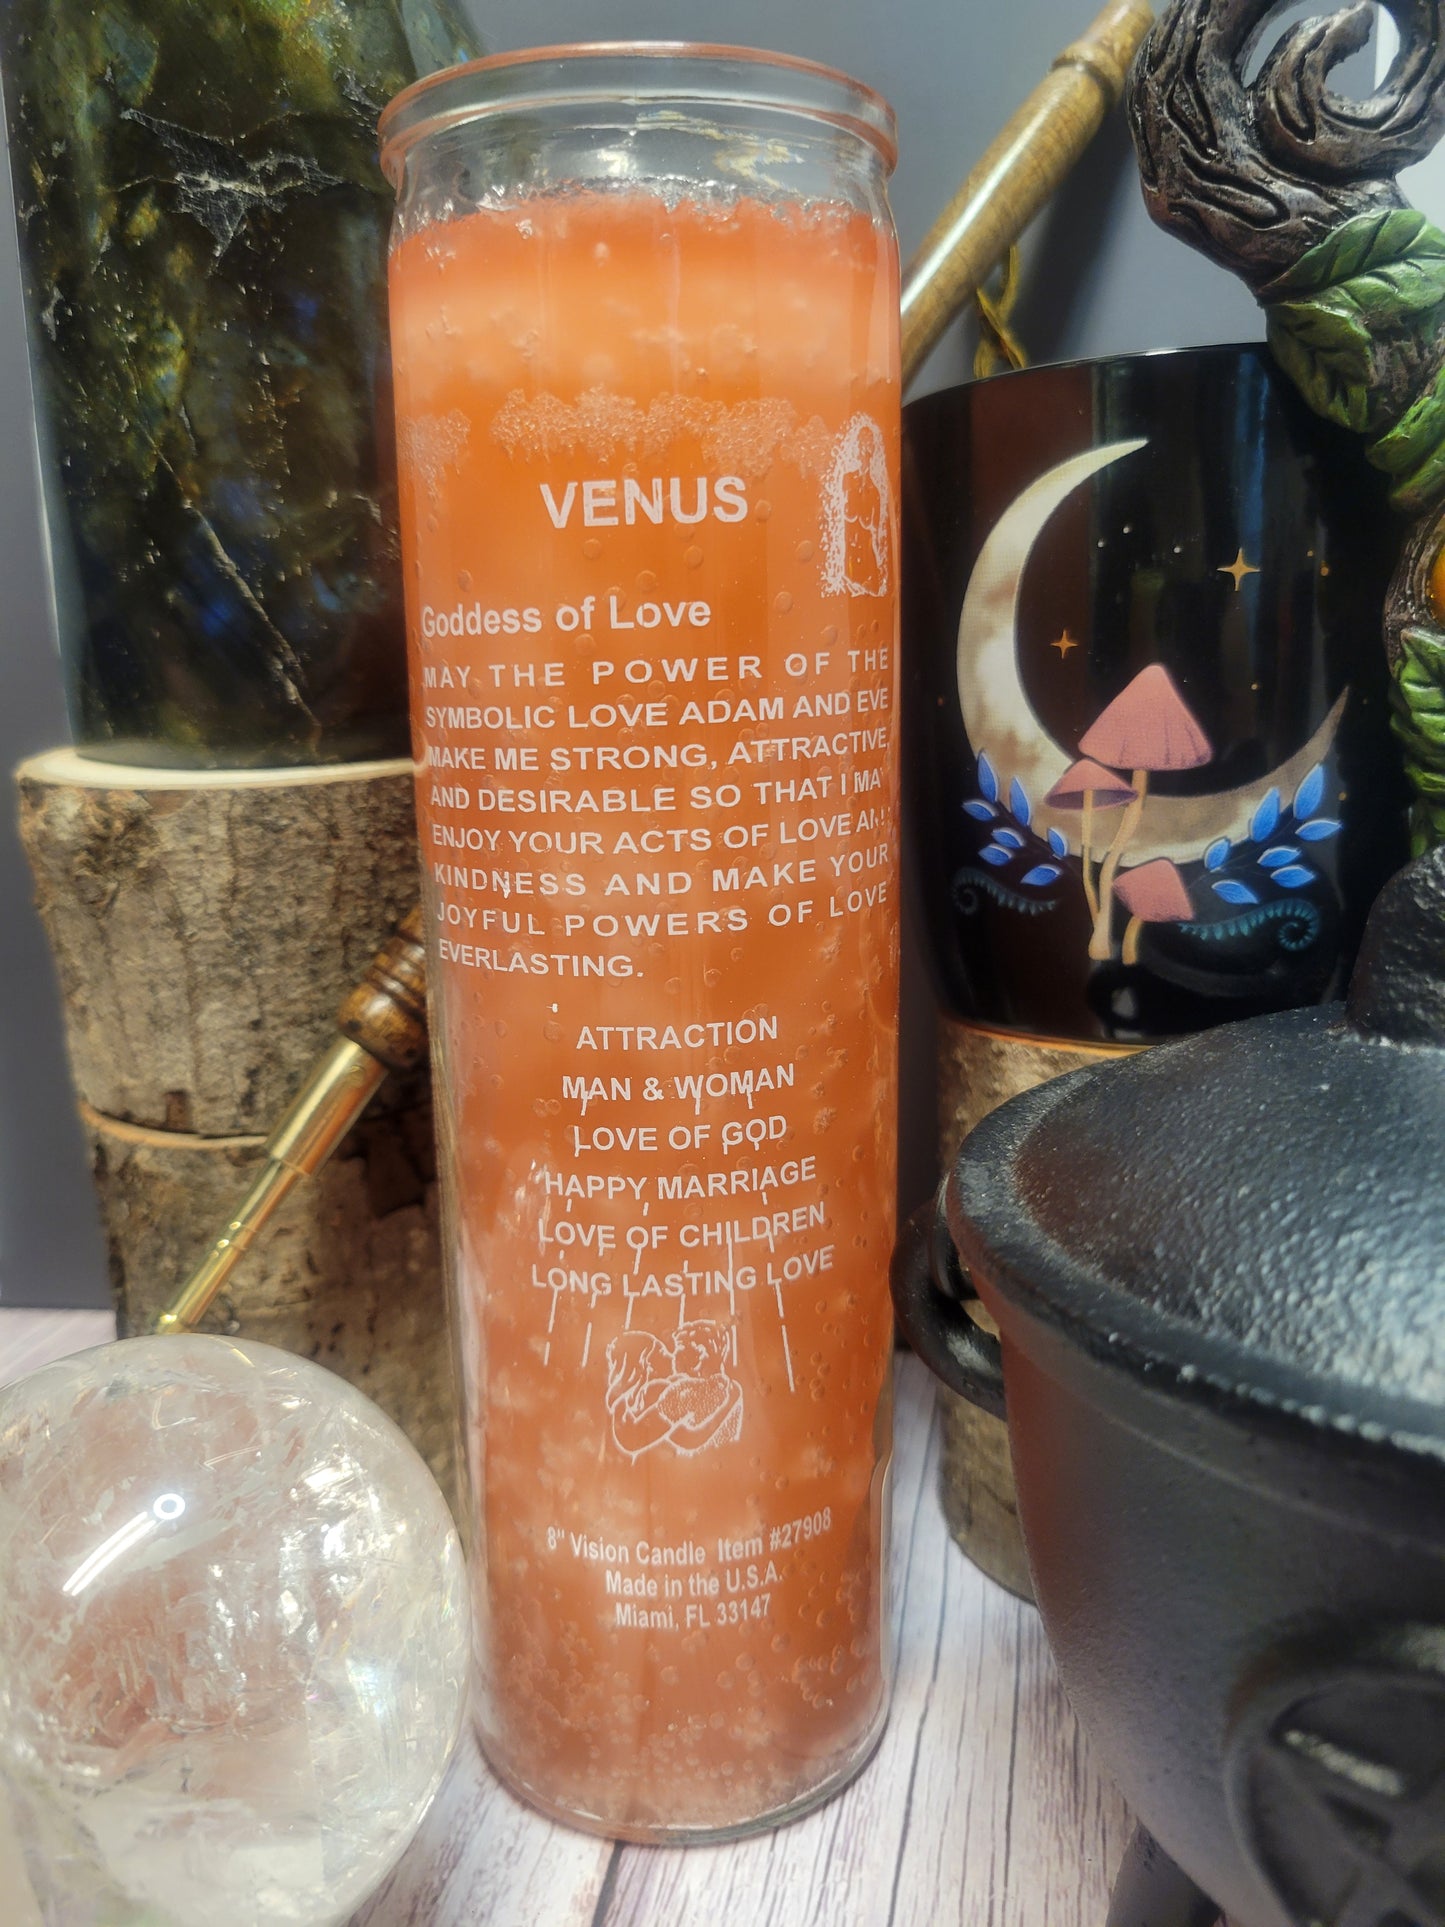 VENUS
Goddess of Love
MAY THE POWER OF THE
SYMBOLIC LOVE ADAM AND EVE
MAKE ME STRONG, ATTRACTIVE,
AND DESIRABLE SO THAT I MAY
ENJOY YOUR ACTS OF LOVE AND
KINDNESS AND MAKE YOUR
JOYFUL POWERS OF LOVE
EVERLASTING.
ATTRACTION
MAN & WOMAN
LOVE OF GOD
HAPPY MARRIAGE
LOVE OF CHILDREN
LONG LASTING LOVE
8" Vision Candle Item #27908
Made in the U.S.A.
Miami, FL 33147